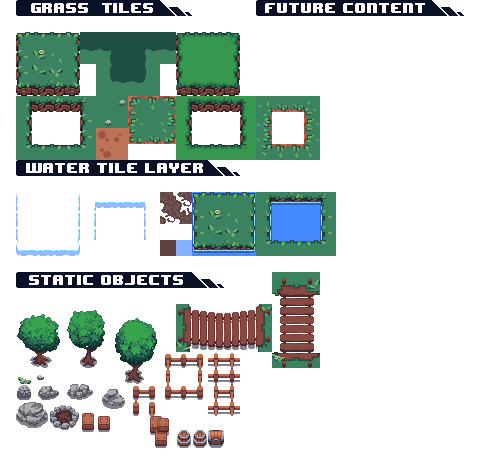 GRASS TILES
FUTURE CONTENT
WATER TILE LAYER
STATIC OBJECTS